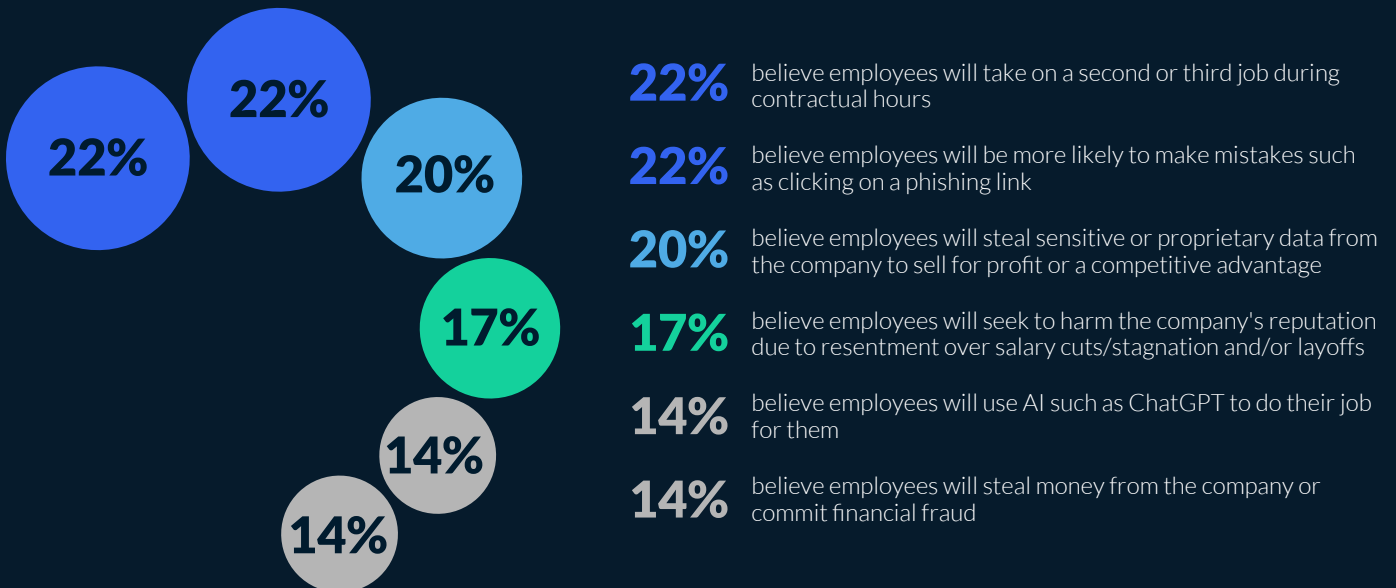 22%
22%
20%
17%
14%
14%
22% believe employees will take on a second or third job during
contractual hours
22% believe employees will be more likely to make mistakes such
as clicking on a phishing link
20% believe employees will steal sensitive or proprietary data from
the company to sell for profit or a competitive advantage
17% believe employees will seek to harm the company's reputation
due to resentment over salary cuts/stagnation and/or layoffs
14% believe employees will use AI such as ChatGPT to do their job
for them
14% believe employees will steal money from the company or
commit financial fraud